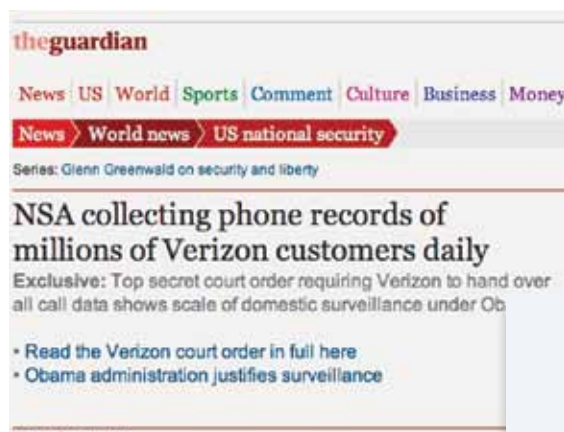 theguardian
News US World Sports Comment Culture Business Money
News World news US national security
Series: Glenn Greenwald on security and liberty
NSA collecting phone records of
millions of Verizon customers daily
Exclusive: Top secret court order requiring Verizon to hand over
all call data shows scale of domestic surveillance under Ob
• Read the Verizon court order in full here
• Obama administration justifies surveillance